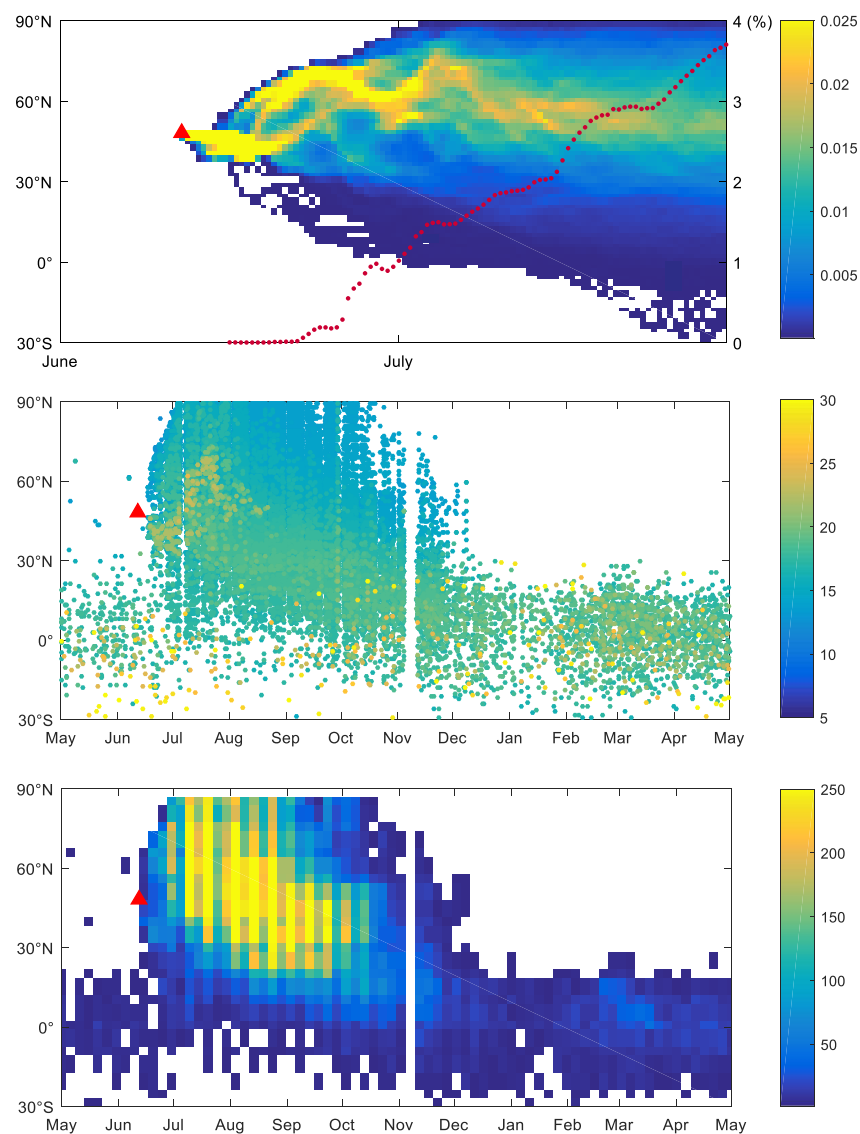 90°N 4 (%) 0.025
0.02
60°N 3
0.015
30°N 2
0.01
0° 1
0.005
30°S 0
June July
90°N 30
25
60°N
20
30°N
15
0°
10
30°S 5
May Jun Jul Aug Sep Oct Nov Dec Jan Feb Mar Apr May
90°N 250
200
60°N
150
30°N
100
0°
50
30°S
May Jun Jul Aug Sep Oct Nov Dec Jan Feb Mar Apr May